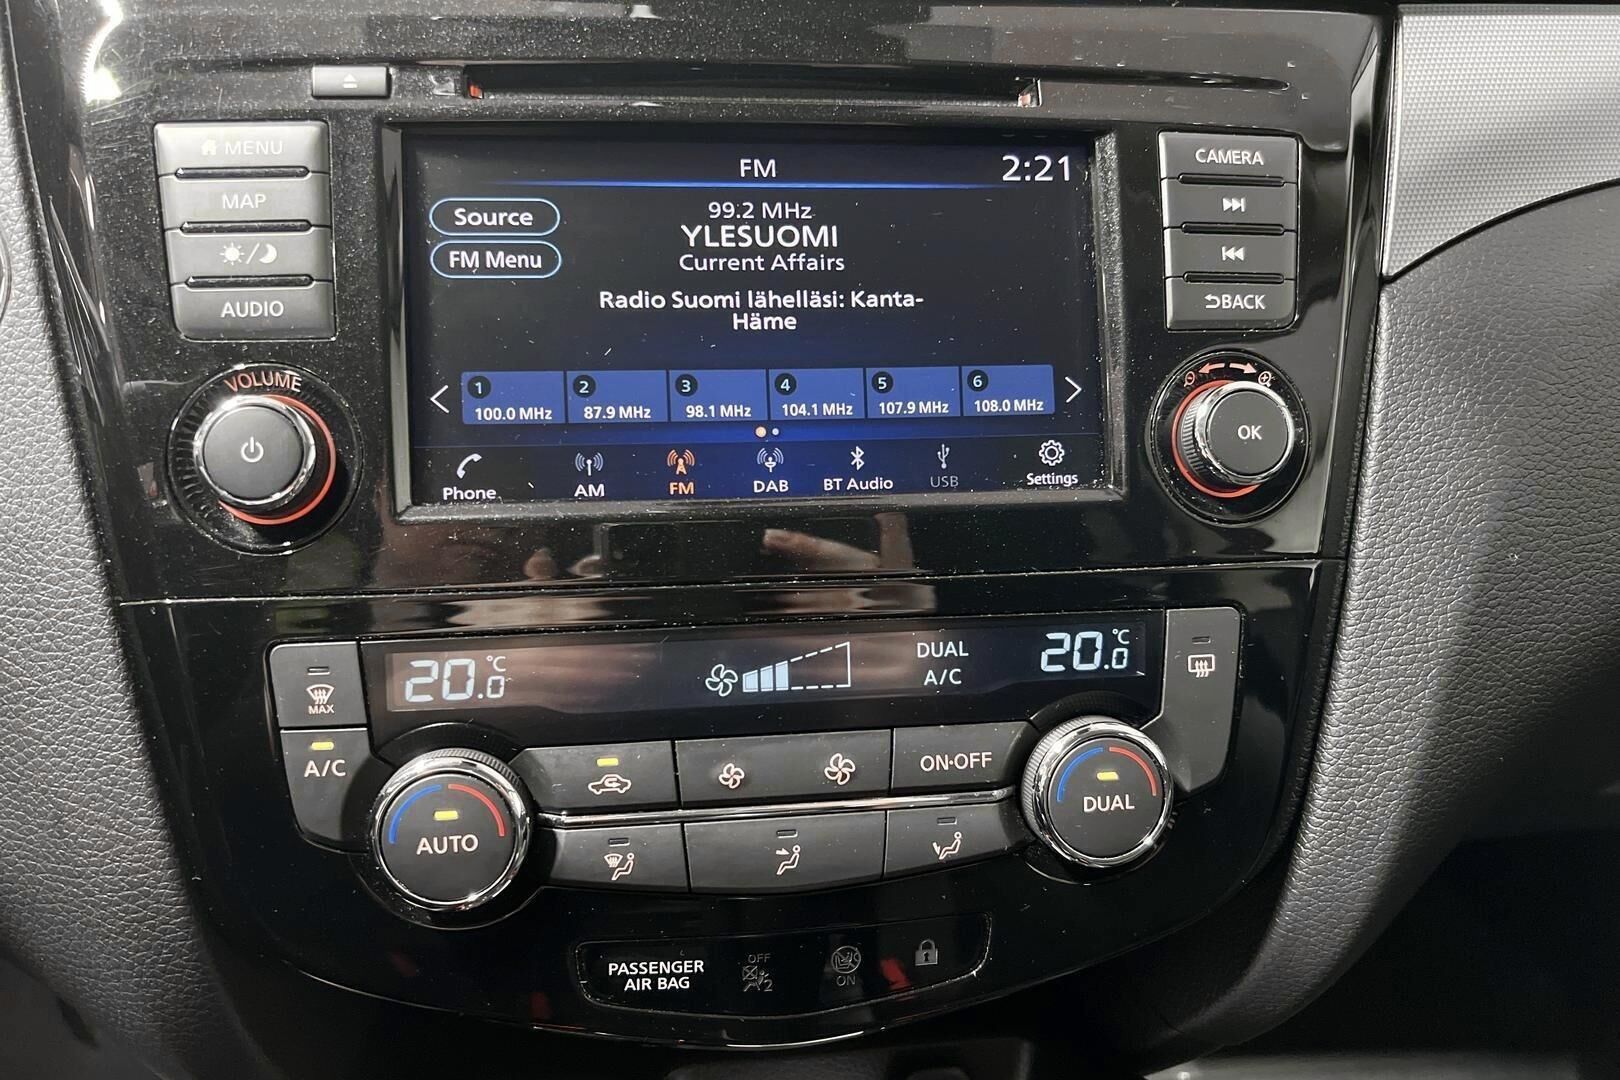 MENU
MAP
AUDIO
VOLUME
FM
2:21
Source
FM Menu
99.2 MHz
YLESUOMI
Current Affairs
Radio Suomi lähelläsi: Kanta-
Häme
1
100.0 MHz
2
87.9 MHz
3
98.1 MHz
4
104.1 MHz
5
107.9 MHz
6
108.0 MHz
Phone
AM
FM
DAB
BT Audio
USB
Settings
CAMERA
BACK
OK
20.0 °C
DUAL
A/C
20.0 °C
MAX
A/C
AUTO
ON·OFF
DUAL
PASSENGER
AIR BAG
OFF
2
ON